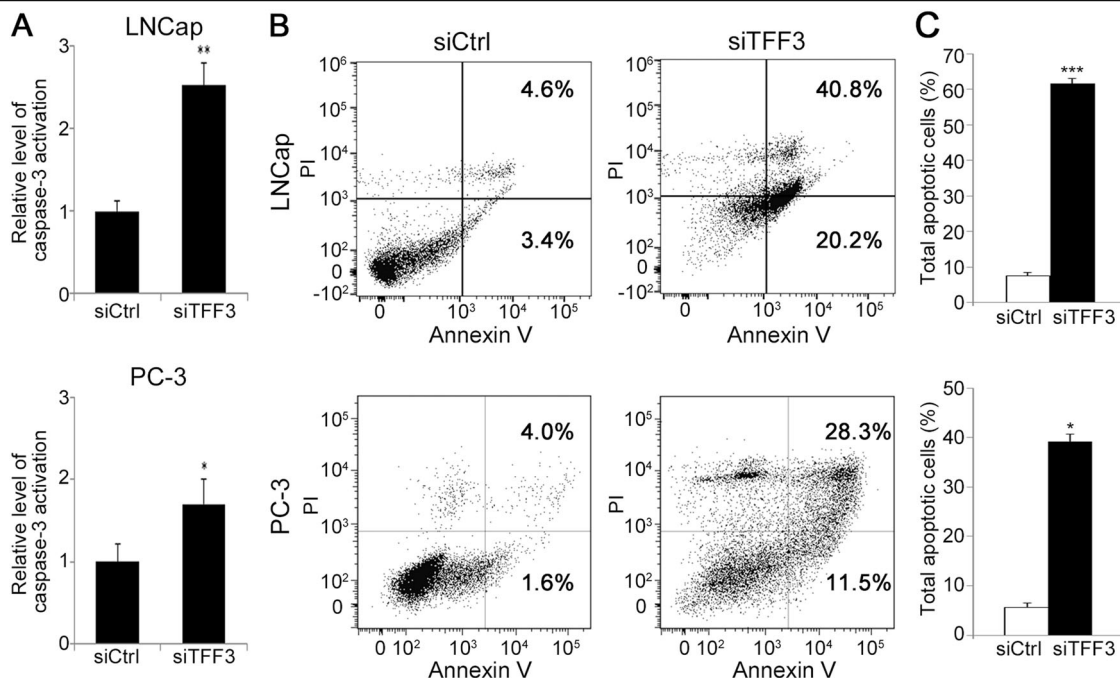 A
LNCap
Relative level of
caspase-3 activation
3
**
2
1
0
siCtrl siTFF3
PC-3
Relative level of
caspase-3 activation
3
2
*
1
0
siCtrl siTFF3
B
siCtrl
siTFF3
LNCap
PI
10⁶
10⁵
10⁴
10³
10²
0
-10²
4.6%
3.4%
0 10³ 10⁴ 10⁵
Annexin V
PI
10⁶
10⁵
10⁴
10³
10²
0
-10²
40.8%
20.2%
0 10³ 10⁴ 10⁵
Annexin V
PC-3
PI
10⁵
10⁴
10³
10²
0
4.0%
1.6%
0 10² 10³ 10⁴ 10⁵
Annexin V
PI
10⁵
10⁴
10³
10²
0
28.3%
11.5%
0 10² 10³ 10⁴ 10⁵
Annexin V
C
Total apoptotic cells (%)
70
60
50
40
30
20
10
0
***
siCtrl siTFF3
Total apoptotic cells (%)
50
40
30
20
10
0
*
siCtrl siTFF3